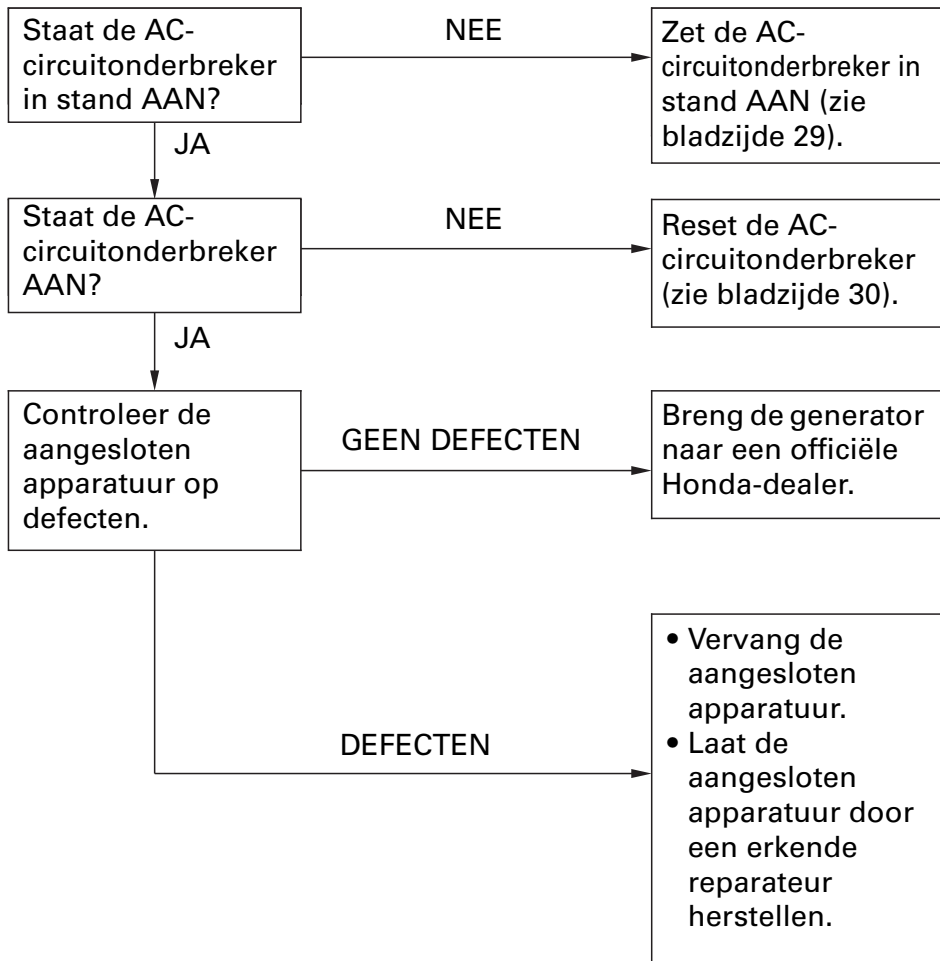 Staat de AC-
circuitonderbreker
in stand AAN?
NEE
Zet de AC-
circuitonderbreker in
stand AAN (zie
bladzijde 29).
JA
Staat de AC-
circuitonderbreker
AAN?
NEE
Reset de AC-
circuitonderbreker
(zie bladzijde 30).
JA
Controleer de
aangesloten
apparatuur op
defecten.
GEEN DEFECTEN
Breng de generator
naar een officiële
Honda-dealer.
DEFECTEN
• Vervang de
aangesloten
apparatuur.
• Laat de
aangesloten
apparatuur door
een erkende
reparateur
herstellen.